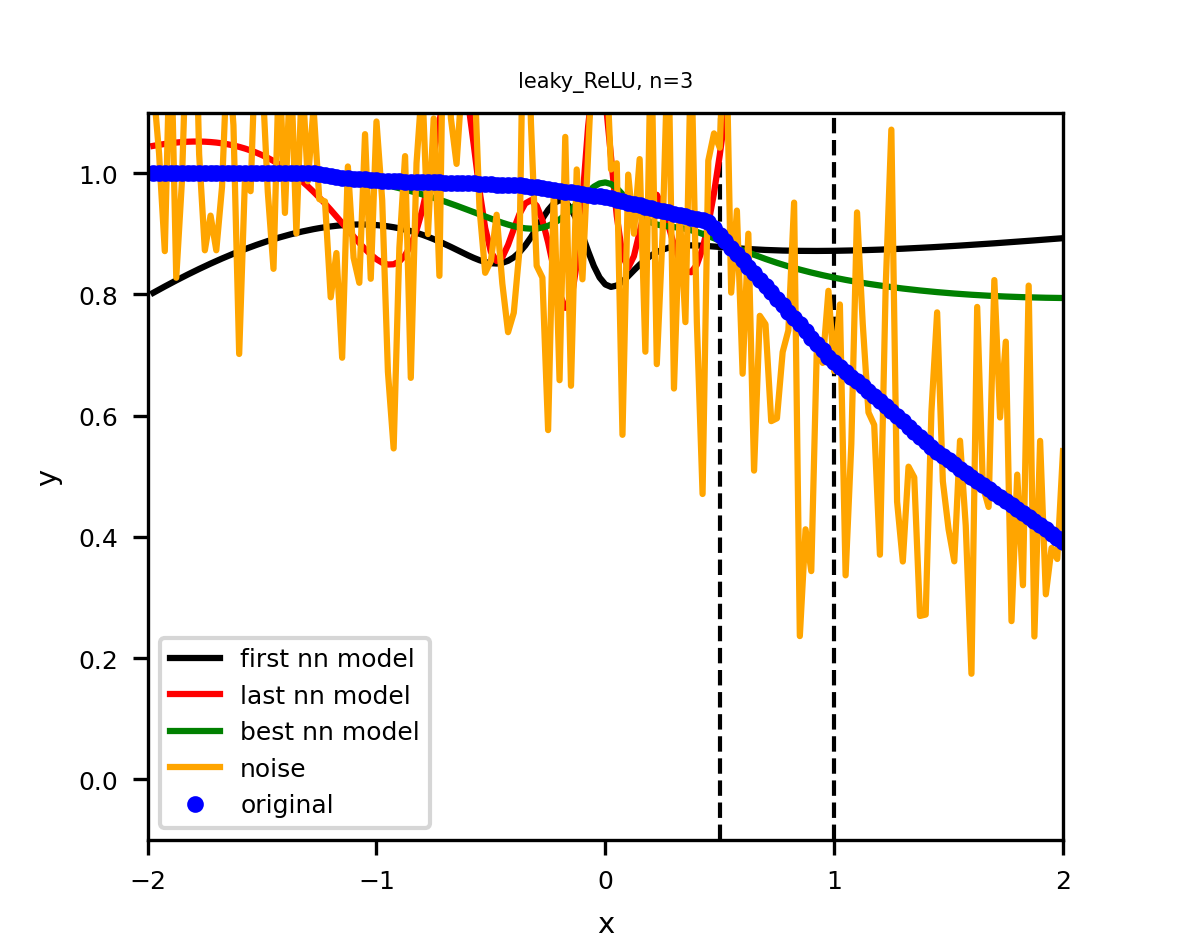 leaky_ReLU, n=3
y
1.0
0.8
0.6
0.4
0.2
0.0
first nn model
last nn model
best nn model
noise
original
−2
−1
0
1
2
x